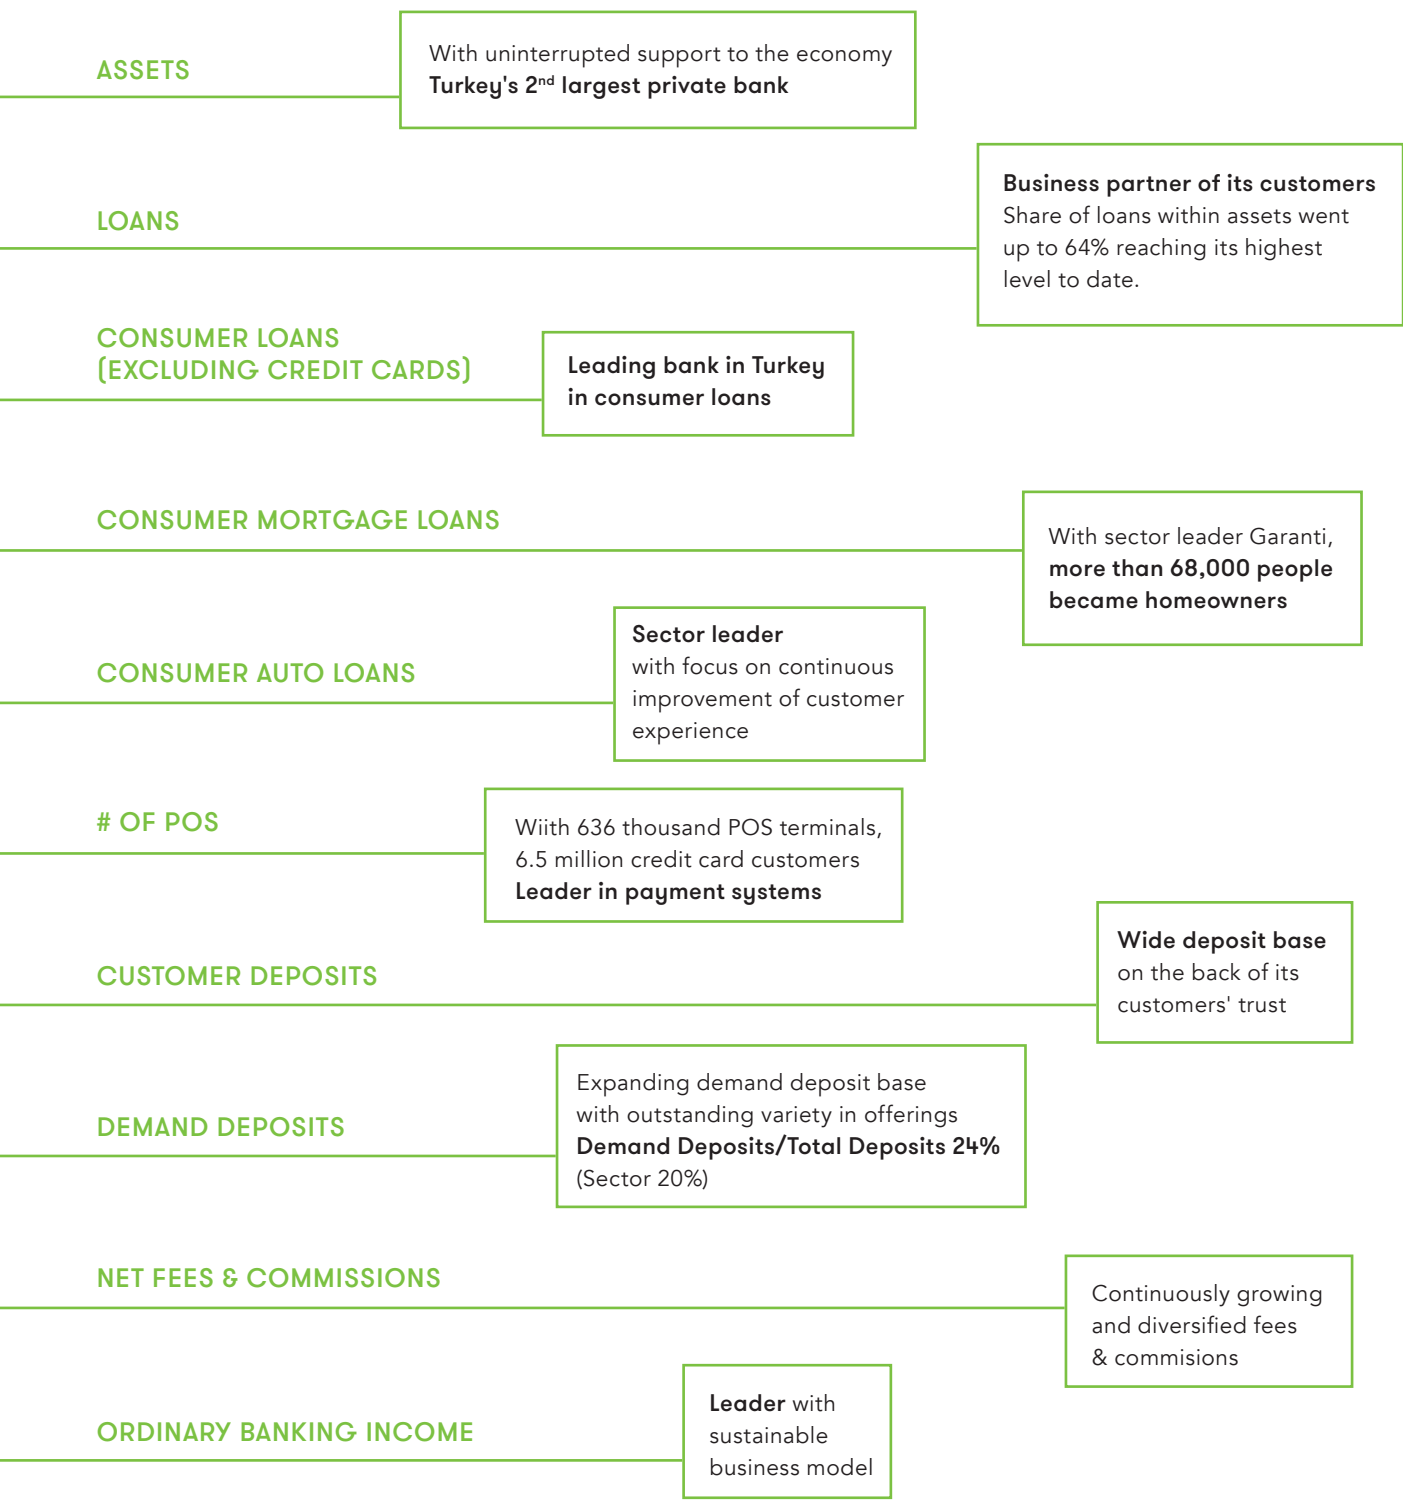 ASSETS
With uninterrupted support to the economy
Turkey's 2nd largest private bank
LOANS
Business partner of its customers
Share of loans within assets went
up to 64% reaching its highest
level to date.
CONSUMER LOANS
(EXCLUDING CREDIT CARDS)
Leading bank in Turkey
in consumer loans
CONSUMER MORTGAGE LOANS
With sector leader Garanti,
more than 68,000 people
became homeowners
CONSUMER AUTO LOANS
Sector leader
with focus on continuous
improvement of customer
experience
# OF POS
Wiith 636 thousand POS terminals,
6.5 million credit card customers
Leader in payment systems
CUSTOMER DEPOSITS
Wide deposit base
on the back of its
customers' trust
DEMAND DEPOSITS
Expanding demand deposit base
with outstanding variety in offerings
Demand Deposits/Total Deposits 24%
(Sector 20%)
NET FEES & COMMISSIONS
Continuously growing
and diversified fees
& commisions
ORDINARY BANKING INCOME
Leader with
sustainable
business model